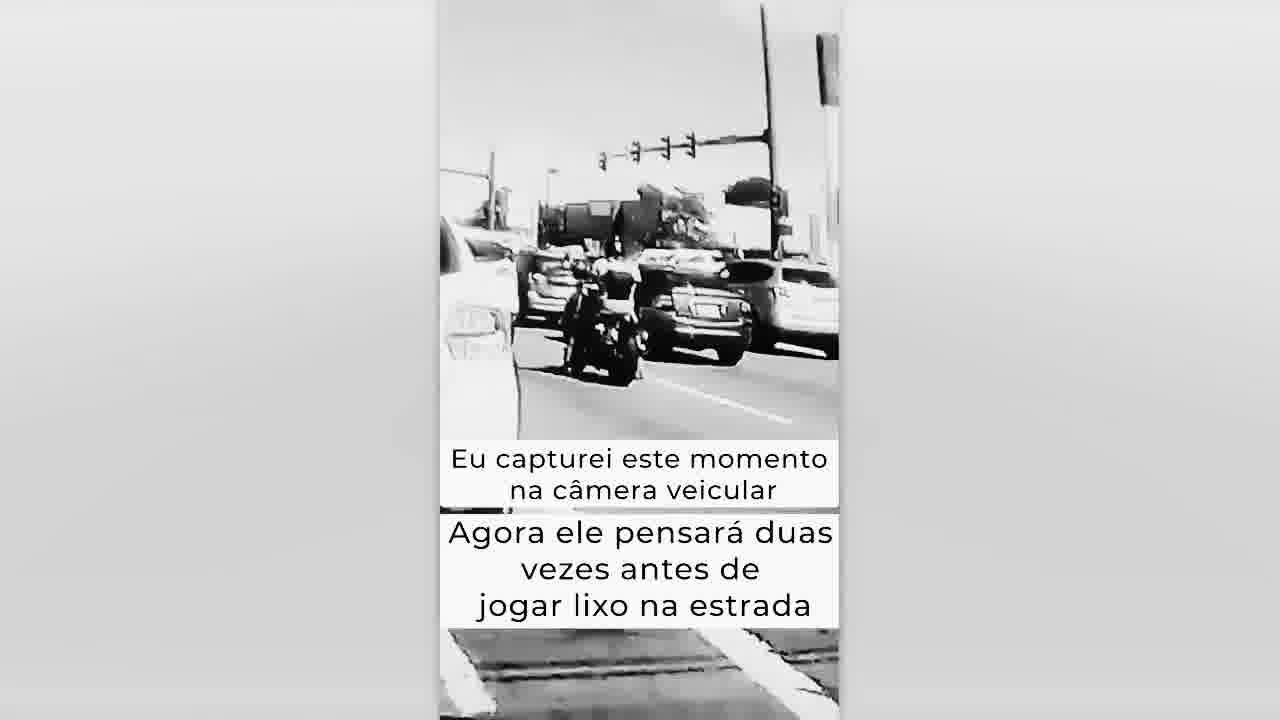 Eu capturei este momento
na câmera veicular
Agora ele pensará duas
vezes antes de
jogar lixo na estrada